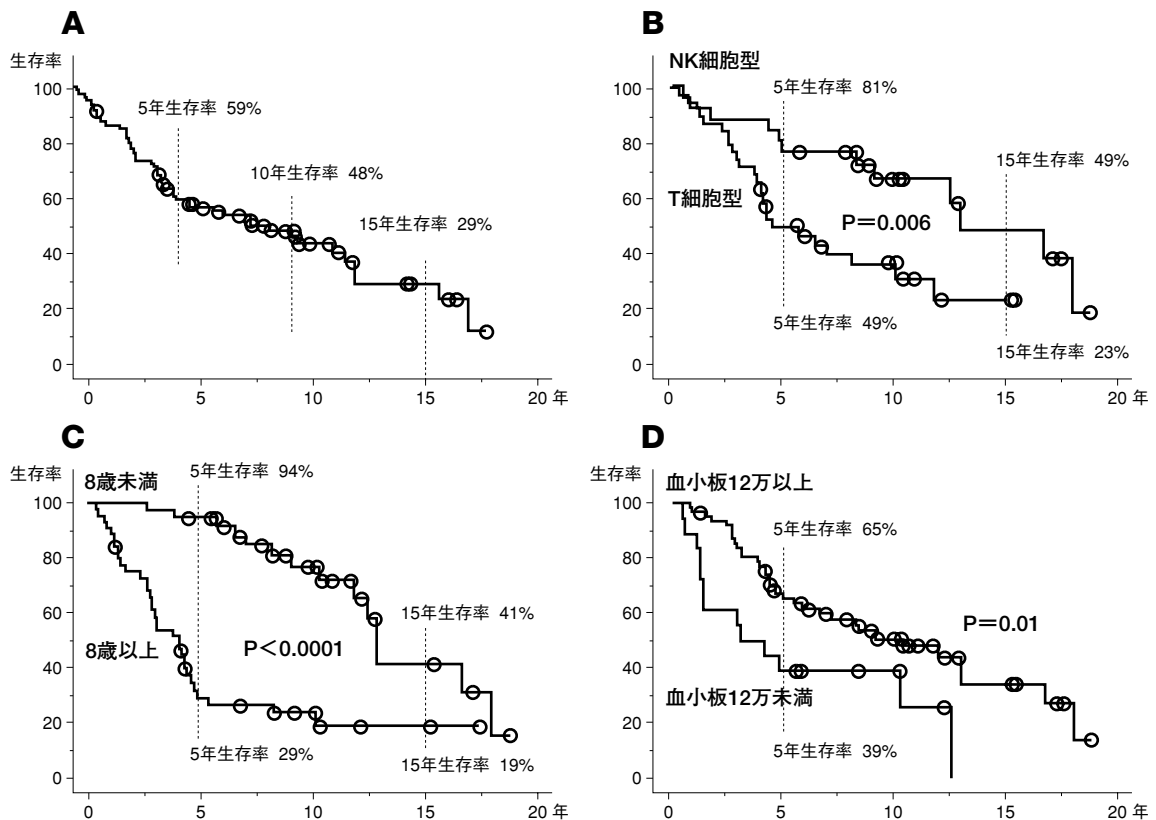 A
生存率
100
80
60
40
20
0
5年生存率 59%
10年生存率 48%
15年生存率 29%
0 5 10 15 20 年
B
NK細胞型
T細胞型
100
80
60
40
20
0
5年生存率 81%
15年生存率 49%
P=0.006
5年生存率 49%
15年生存率 23%
0 5 10 15 20 年
C
生存率
8歳未満
8歳以上
100
80
60
40
20
0
5年生存率 94%
15年生存率 41%
P<0.0001
5年生存率 29%
15年生存率 19%
0 5 10 15 20 年
D
生存率
血小板12万以上
100
80
60
40
20
0
5年生存率 65%
P=0.01
血小板12万未満
5年生存率 39%
0 5 10 15 20 年